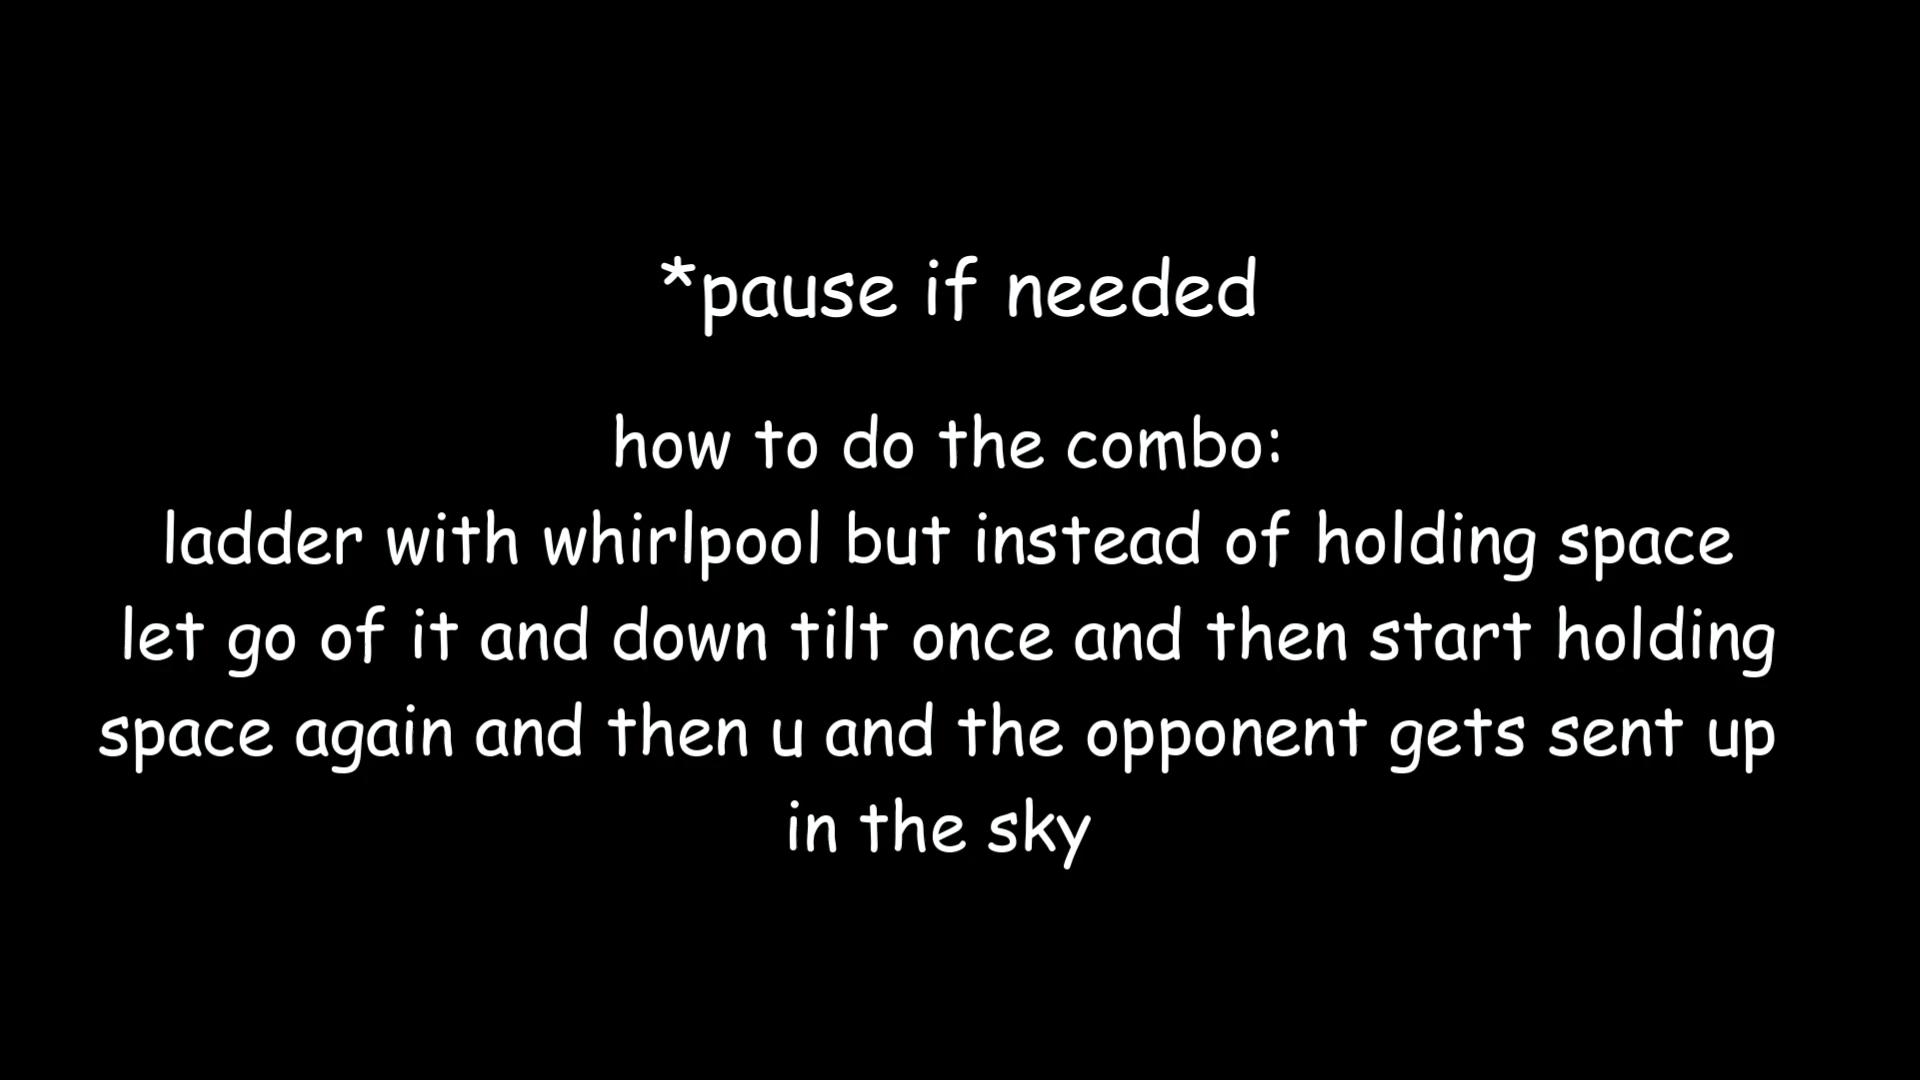 *pause if needed
how to do the combo:
ladder with whirlpool but instead of holding space
let go of it and down tilt once and then start holding
space again and then u and the opponent gets sent up
in the sky